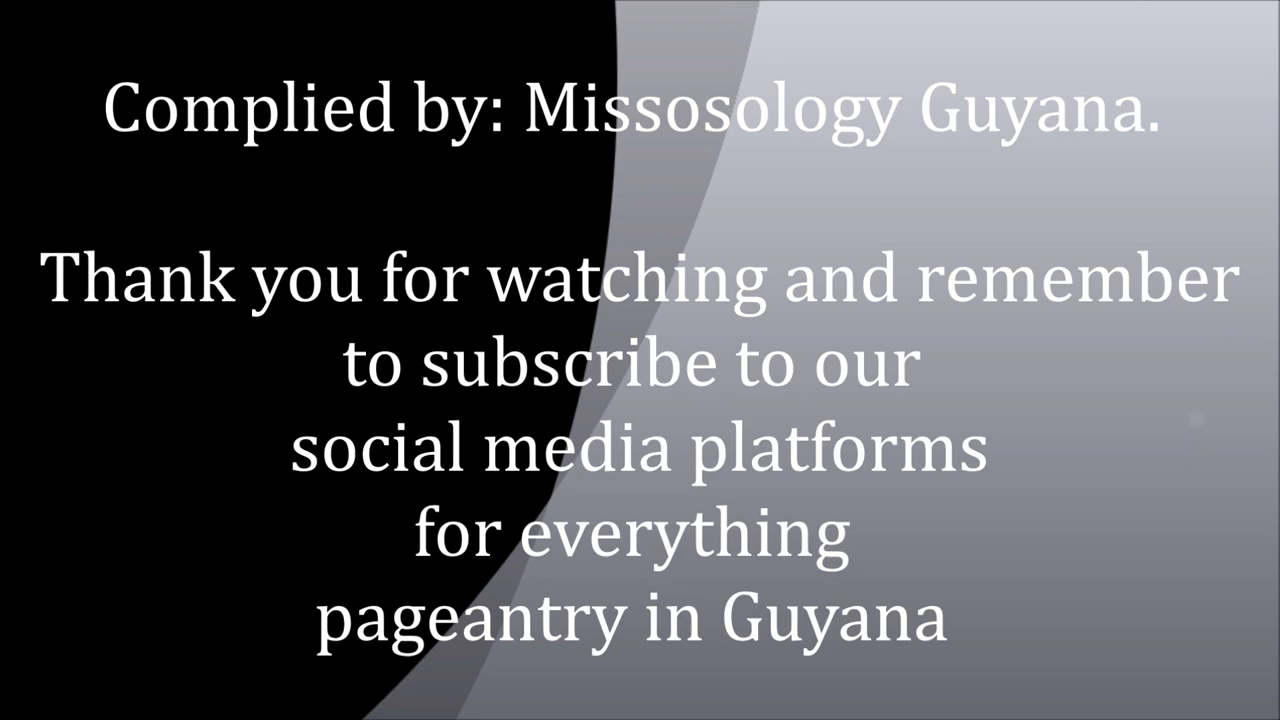 Complied by: Missosology Guyana.
Thank you for watching and remember
to subscribe to our
social media platforms
for everything
pageantry in Guyana